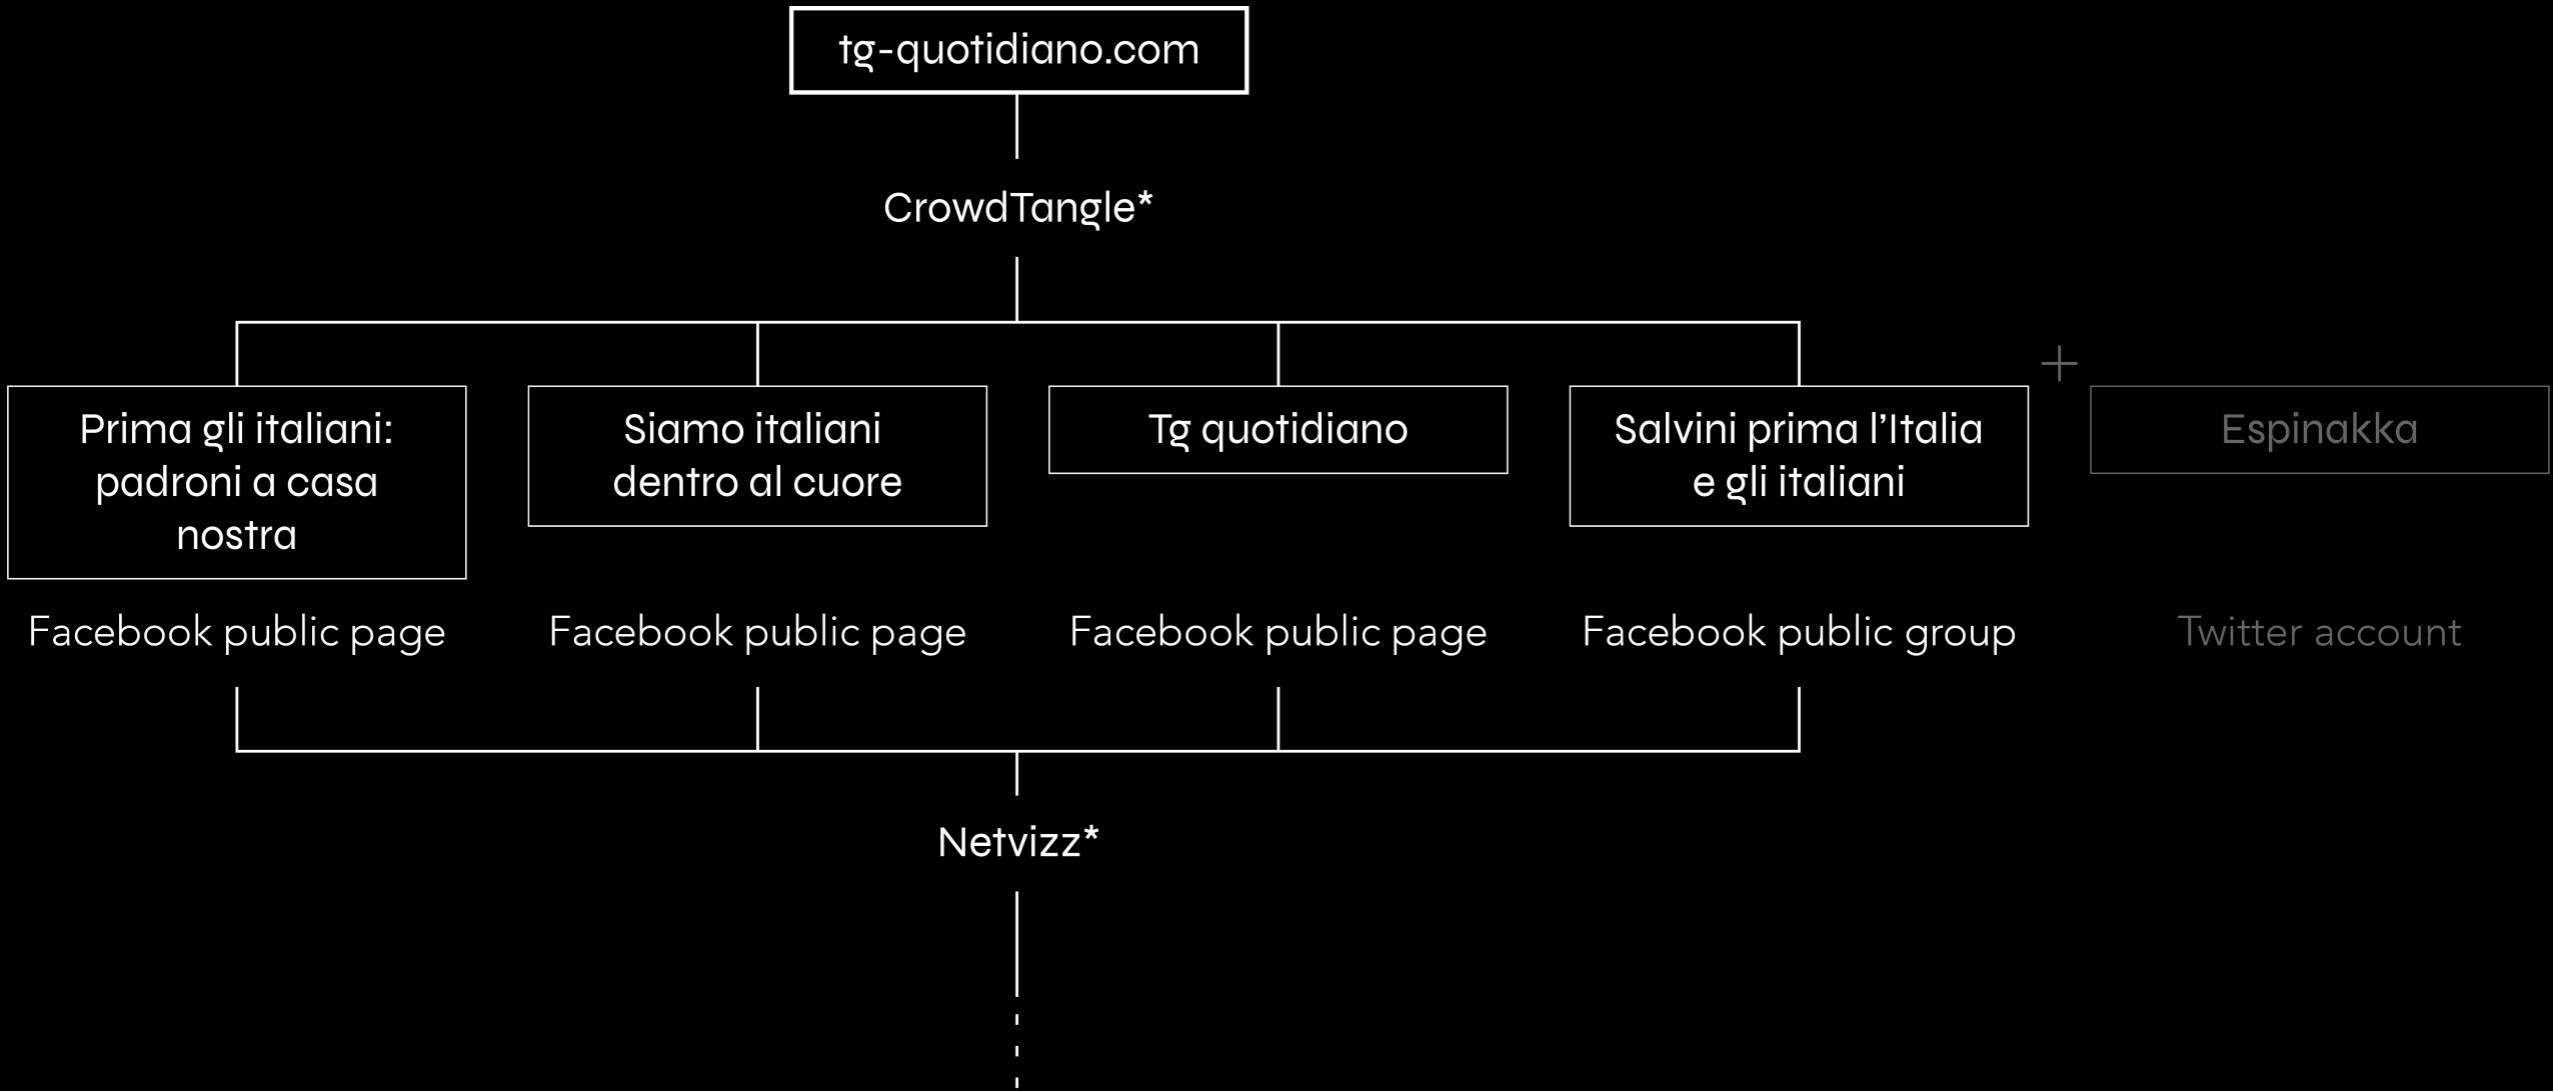 tg-quotidiano.com
CrowdTangle*
+
Prima gli italiani:
padroni a casa
nostra
Siamo italiani
dentro al cuore
Tg quotidiano
Salvini prima l’Italia
e gli italiani
Espinakka
Facebook public page
Facebook public page
Facebook public page
Facebook public group
Twitter account
Netvizz*